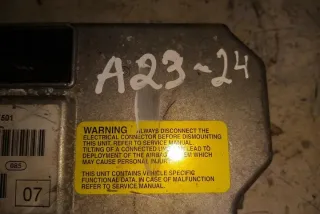 A23-24
501
665
07
WARNING ALWAYS DISCONNECT THE
ELECTRICAL CONNECTOR BEFORE DISMOUNTING
THIS UNIT. REFER TO SERVICE MANUAL.
TILTING OF A CONNECTED UNIT LEAD TO
DEPLOYMENT OF THE AIRBAG WHICH
MAY CAUSE PERSONAL
THIS UNIT CONTAINS VEHICLE SPECIFIC
FUNCTIONAL DATA, IN CASE OF MALFUNCTION
REFER TO SERVICE MANUAL.